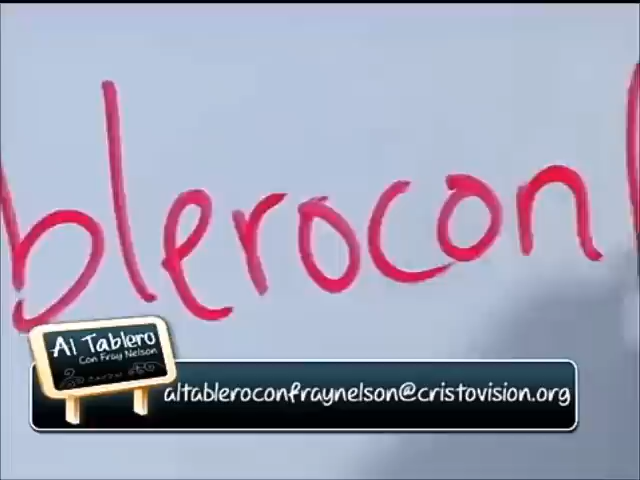 blerocon
Al Tablero
Con Fray Nelson
altableroconfraynelson@cristovision.org